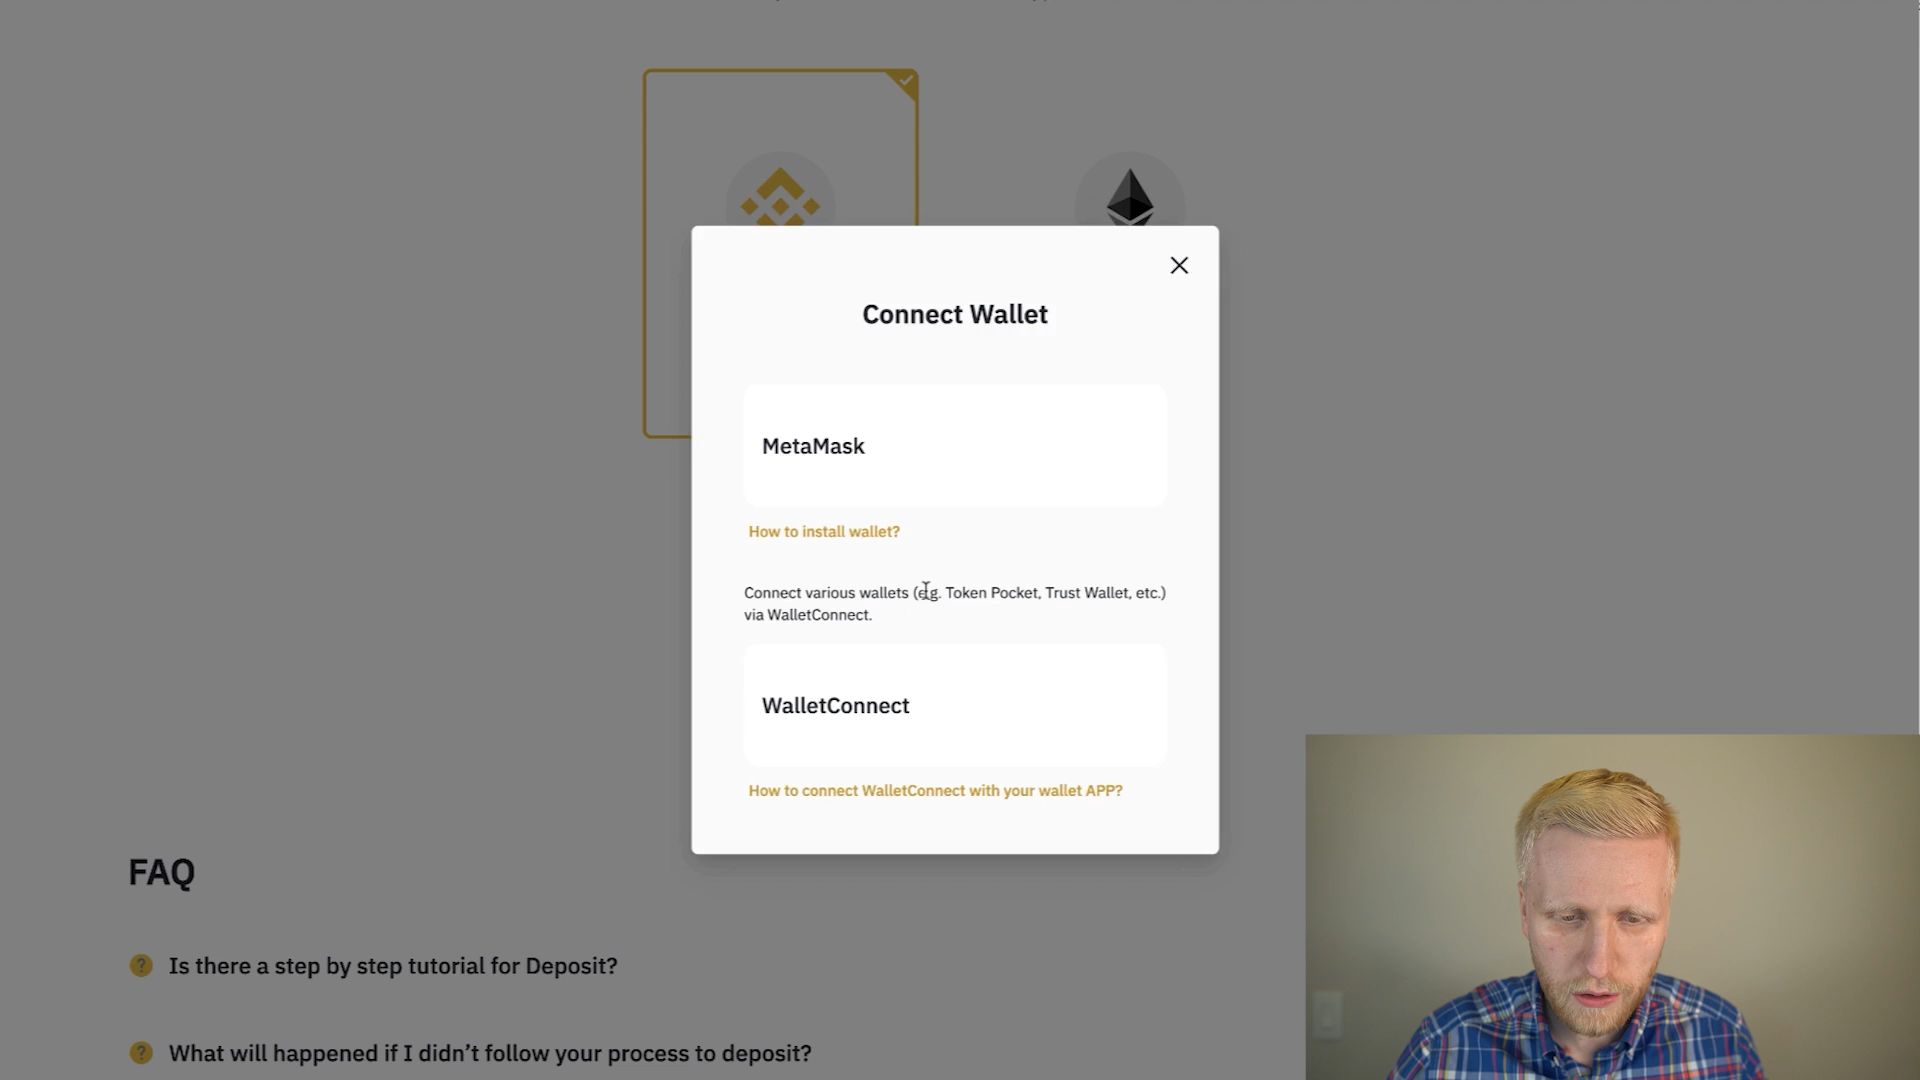 Connect Wallet
MetaMask
How to install wallet?
Connect various wallets (e.g. Token Pocket, Trust Wallet, etc.)
via WalletConnect.
WalletConnect
How to connect WalletConnect with your wallet APP?
FAQ
? Is there a step by step tutorial for Deposit?
? What will happened if I didn’t follow your process to deposit?